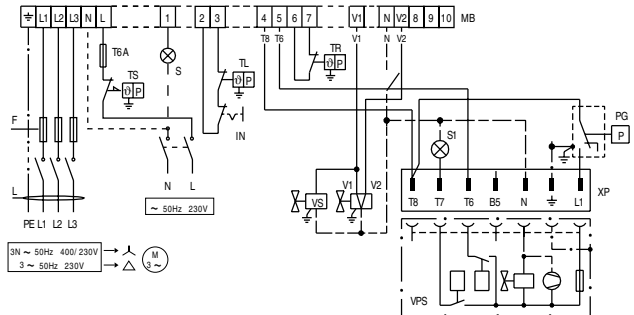 L1 L2 L3 N L 1 2 3 4 5 6 7 V1 N V2 8 9 10 MB
T8 T6 V1 N V2
T6A
TS
S
TL
TR
ϑ P
ϑ P
ϑ P
F
IN
S1
PG
P
L
N L
V1 V2
VS
XP
T8 T7 T6 B5 N L1
PE L1 L2 L3
~ 50Hz 230V
3N ~ 50Hz 400/230V
3 ~ 50Hz 230V
M
3 ~
VPS